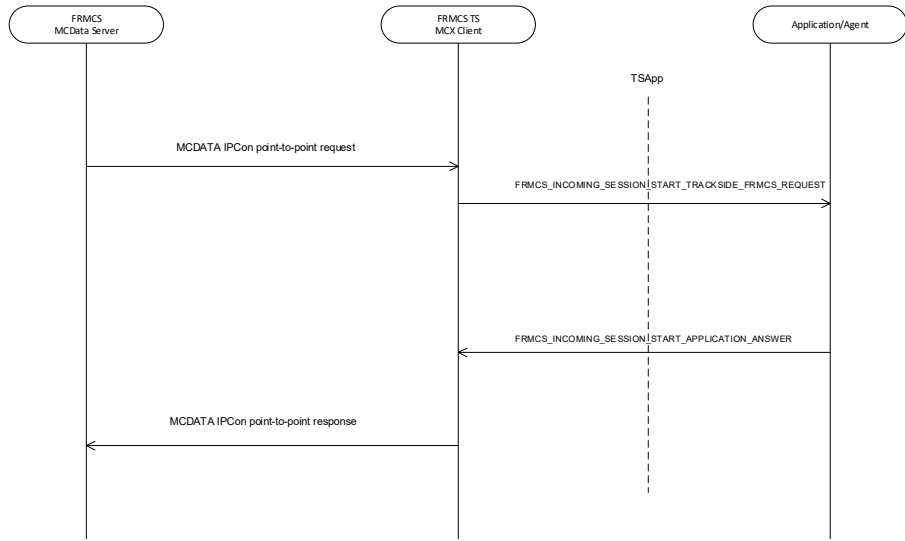 FRMCS
MCData Server
FRMCS TS
MCX Client
Application/Agent
TSApp
MCDATA IPCon point-to-point request
FRMCS_INCOMING_SESSION_START_TRACKSIDE_FRMCS_REQUEST
FRMCS_INCOMING_SESSION_START_APPLICATION_ANSWER
MCDATA IPCon point-to-point response